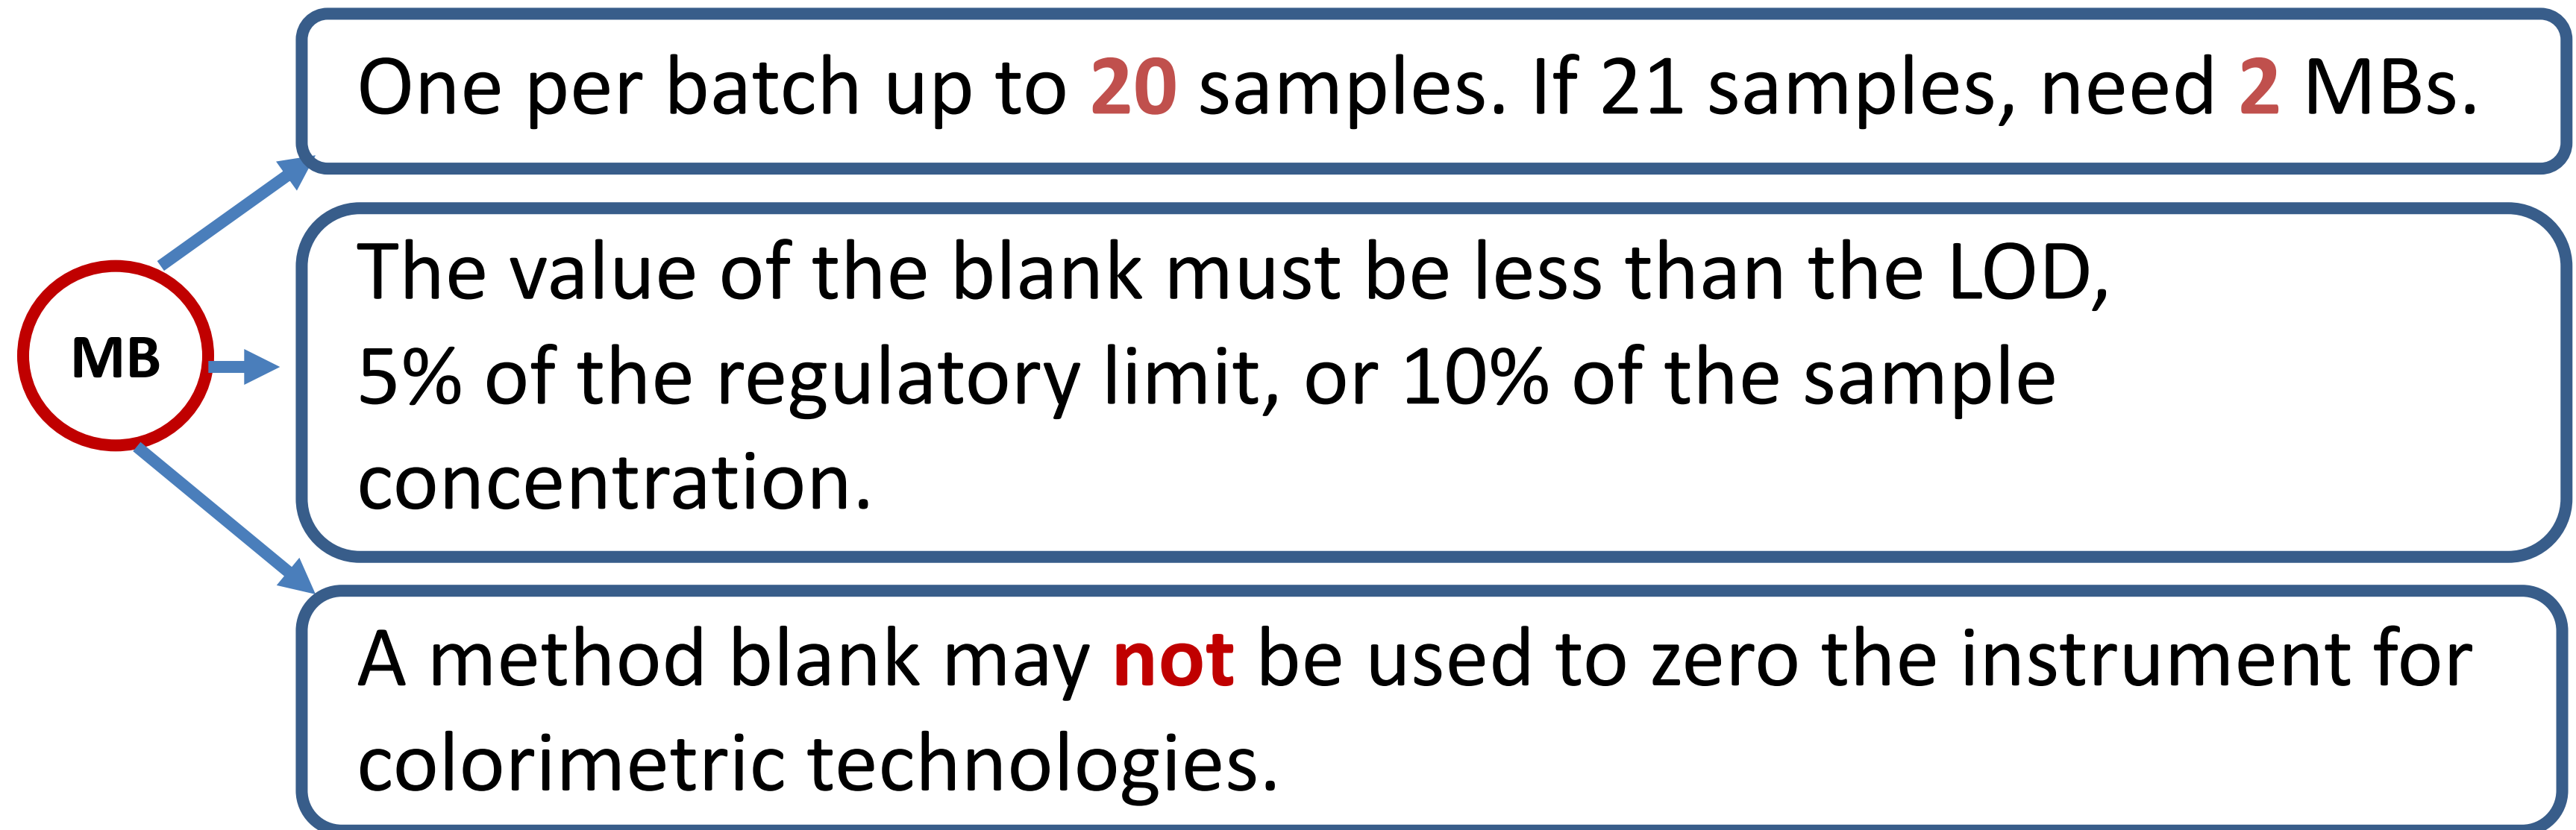 One per batch up to 20 samples. If 21 samples, need 2 MBs.
MB
The value of the blank must be less than the LOD,
5% of the regulatory limit, or 10% of the sample
concentration.
A method blank may not be used to zero the instrument for
colorimetric technologies.